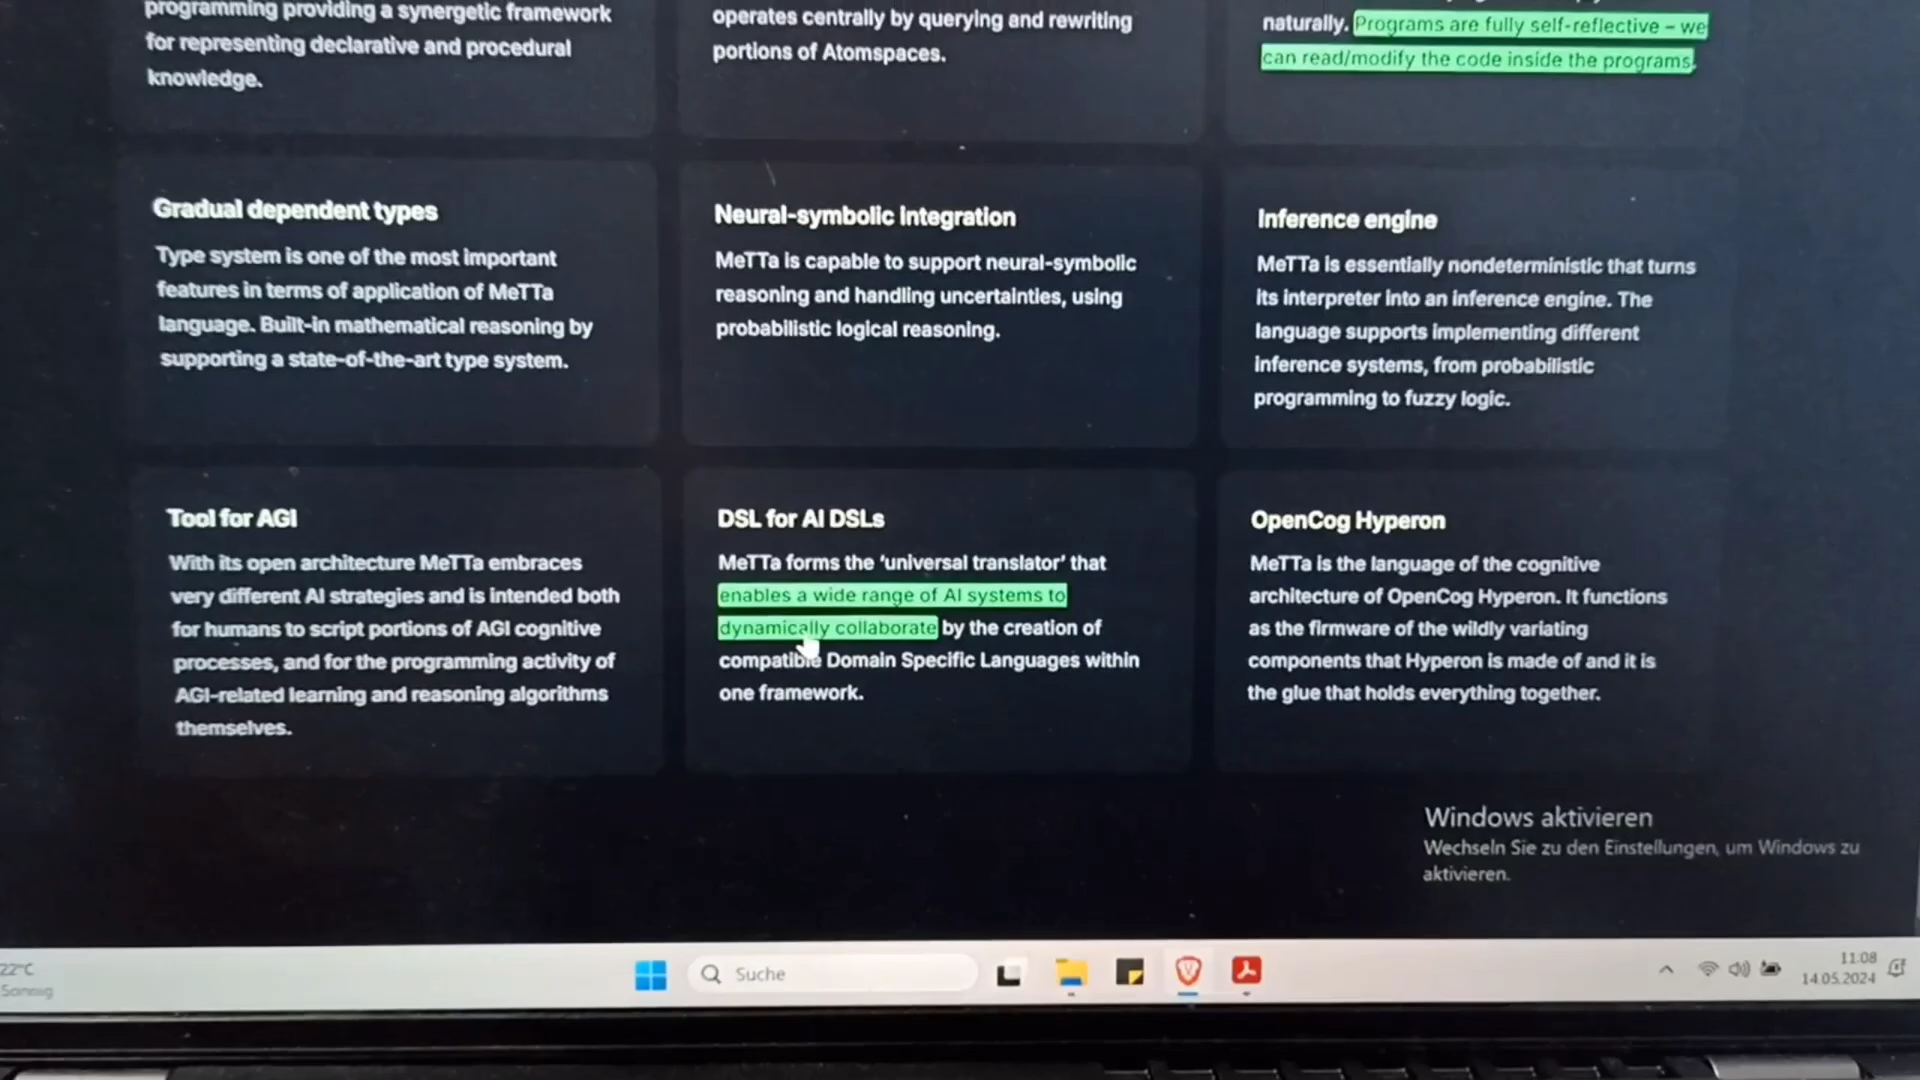 programming providing a synergetic framework
for representing declarative and procedural
knowledge.
operates centrally by querying and rewriting
portions of Atomspaces.
naturally. Programs are fully self-reflective – we
can read/modify the code inside the programs.
Gradual dependent types
Type system is one of the most important
features in terms of application of MeTTa
language. Built-in mathematical reasoning by
supporting a state-of-the-art type system.
Neural-symbolic integration
MeTTa is capable to support neural-symbolic
reasoning and handling uncertainties, using
probabilistic logical reasoning.
Inference engine
MeTTa is essentially nondeterministic that turns
its interpreter into an inference engine. The
language supports implementing different
inference systems, from probabilistic
programming to fuzzy logic.
Tool for AGI
With its open architecture MeTTa embraces
very different AI strategies and is intended both
for humans to script portions of AGI cognitive
processes, and for the programming activity of
AGI-related learning and reasoning algorithms
themselves.
DSL for AI DSLs
MeTTa forms the ‘universal translator’ that
enables a wide range of AI systems to
dynamically collaborate by the creation of
compatible Domain Specific Languages within
one framework.
OpenCog Hyperon
MeTTa is the language of the cognitive
architecture of OpenCog Hyperon. It functions
as the firmware of the wildly variating
components that Hyperon is made of and it is
the glue that holds everything together.
Windows aktivieren
Wechseln Sie zu den Einstellungen, um Windows zu
aktivieren.
22°C
Sonnig
Suche
11:08
14.05.2024